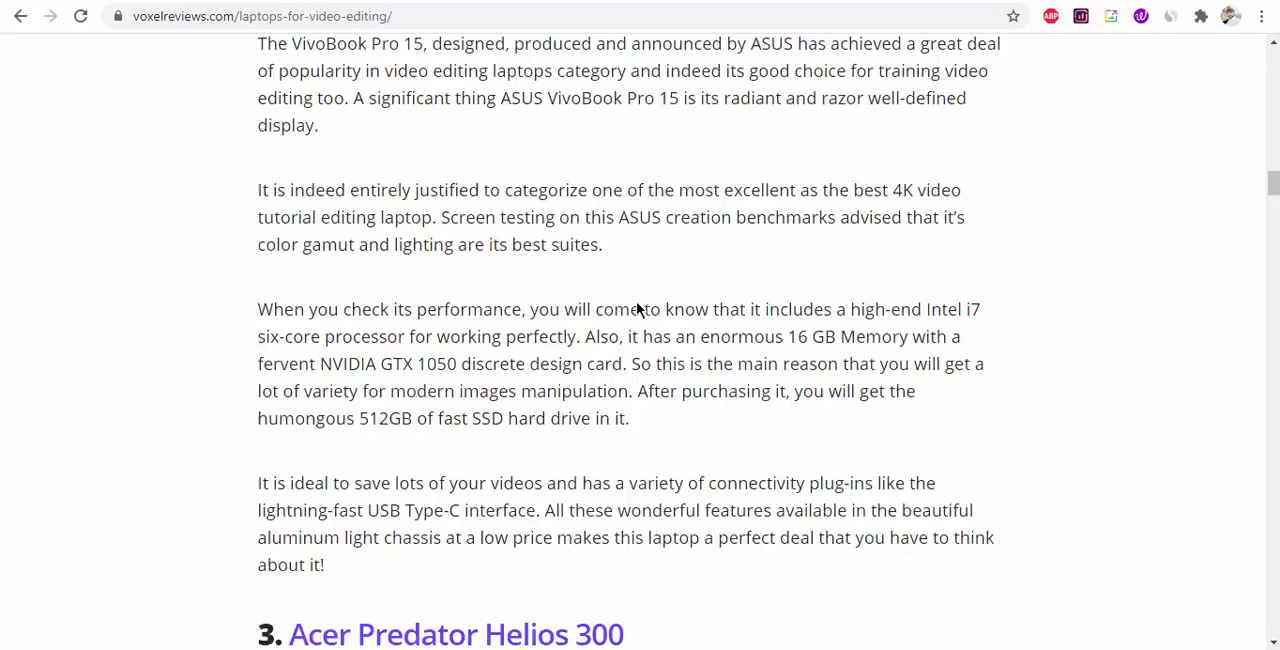 voxelreviews.com/laptops-for-video-editing/
ABP
The VivoBook Pro 15, designed, produced and announced by ASUS has achieved a great deal
of popularity in video editing laptops category and indeed its good choice for training video
editing too. A significant thing ASUS VivoBook Pro 15 is its radiant and razor well-defined
display.
It is indeed entirely justified to categorize one of the most excellent as the best 4K video
tutorial editing laptop. Screen testing on this ASUS creation benchmarks advised that it’s
color gamut and lighting are its best suites.
When you check its performance, you will come to know that it includes a high-end Intel i7
six-core processor for working perfectly. Also, it has an enormous 16 GB Memory with a
fervent NVIDIA GTX 1050 discrete design card. So this is the main reason that you will get a
lot of variety for modern images manipulation. After purchasing it, you will get the
humongous 512GB of fast SSD hard drive in it.
It is ideal to save lots of your videos and has a variety of connectivity plug-ins like the
lightning-fast USB Type-C interface. All these wonderful features available in the beautiful
aluminum light chassis at a low price makes this laptop a perfect deal that you have to think
about it!
3. Acer Predator Helios 300